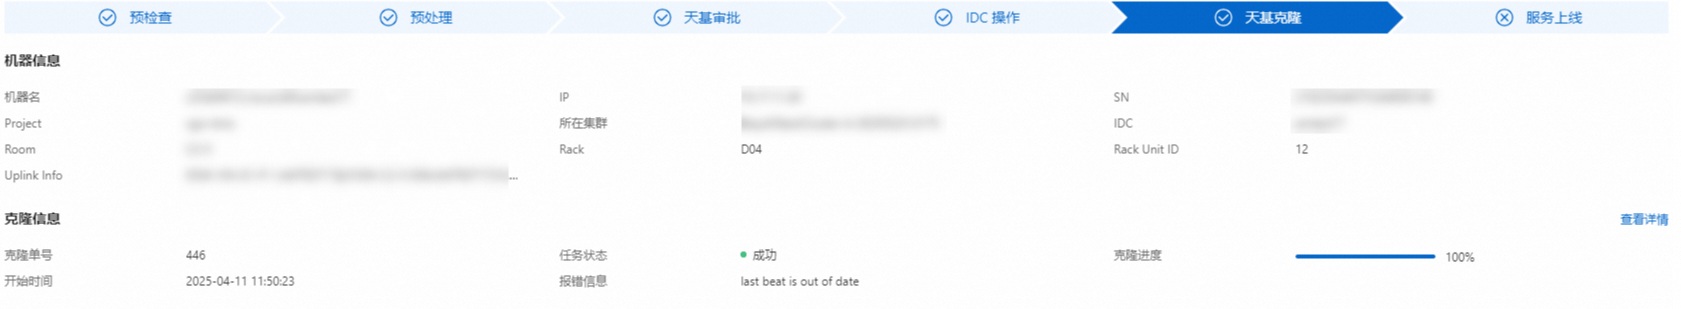 预检查 预处理 天基审批 IDC 操作 天基克隆 服务上线
机器信息
机器名 IP SN
Project 所在集群 IDC
Room Rack D04 Rack Unit ID 12
Uplink Info ...
克隆信息 查看详情
克隆单号 446 任务状态 成功 克隆进度 100%
开始时间 2025-04-11 11:50:23 报错信息 last beat is out of date